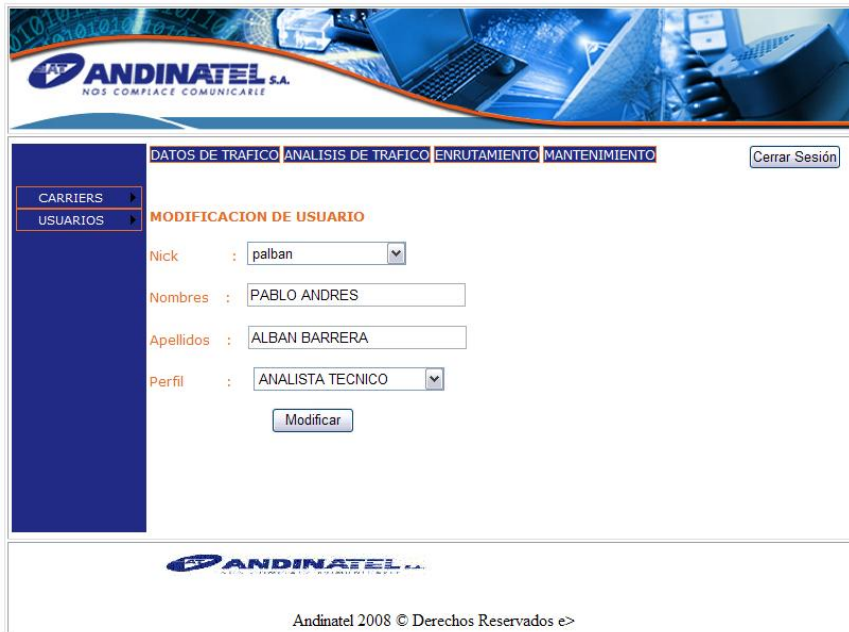 ANDINATEL S.A.
NOS COMPLACE COMUNICARLE
DATOS DE TRAFICO ANALISIS DE TRAFICO ENRUTAMIENTO MANTENIMIENTO
Cerrar Sesión
CARRIERS
USUARIOS
MODIFICACION DE USUARIO
Nick : palban
Nombres : PABLO ANDRES
Apellidos : ALBAN BARRERA
Perfil : ANALISTA TECNICO
Modificar
ANDINATEL
Andinatel 2008 © Derechos Reservados e>